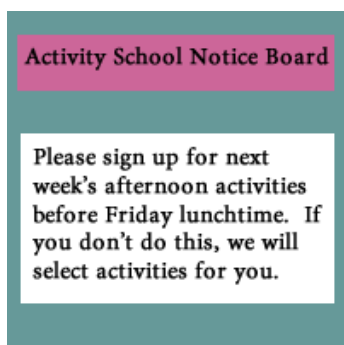 Activity School Notice Board
Please sign up for next
week's afternoon activities
before Friday lunchtime.  If
you don't do this, we will
select activities for you.